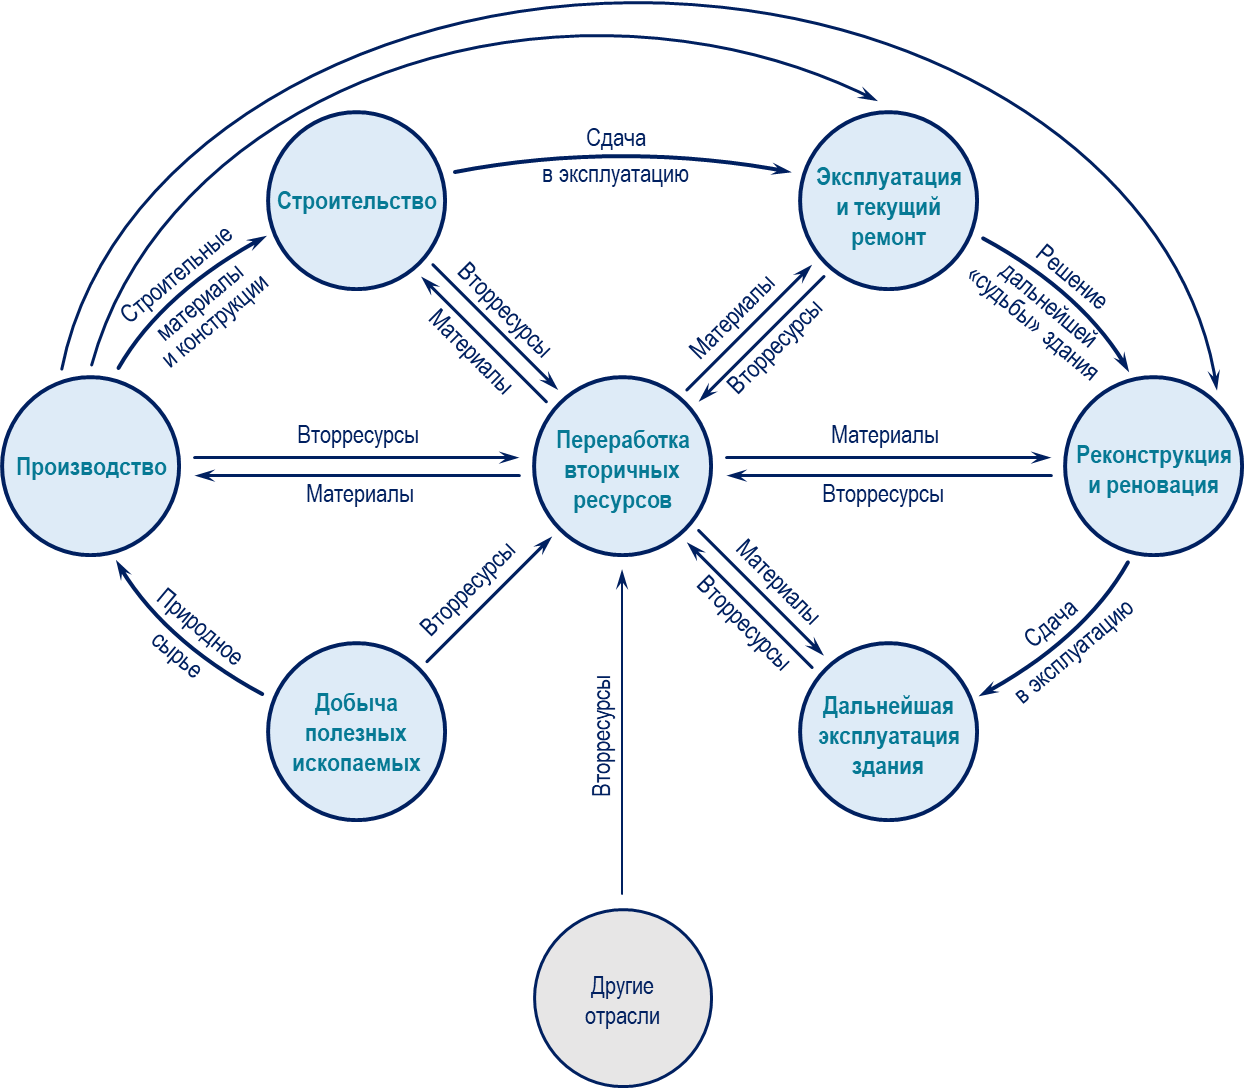 Сдача
в эксплуатацию
Строительство
Эксплуатация
и текущий
ремонт
Строительные
материалы
и конструкции
Вторресурсы
Материалы
Материалы
Вторресурсы
Решение
дальнейшей
«судьбы» здания
Производство
Вторресурсы
Материалы
Переработка
вторичных
ресурсов
Материалы
Вторресурсы
Реконструкция
и реновация
Природное
сырье
Вторресурсы
Материалы
Вторресурсы
Сдача
в эксплуатацию
Добыча
полезных
ископаемых
Вторресурсы
Дальнейшая
эксплуатация
здания
Другие
отрасли